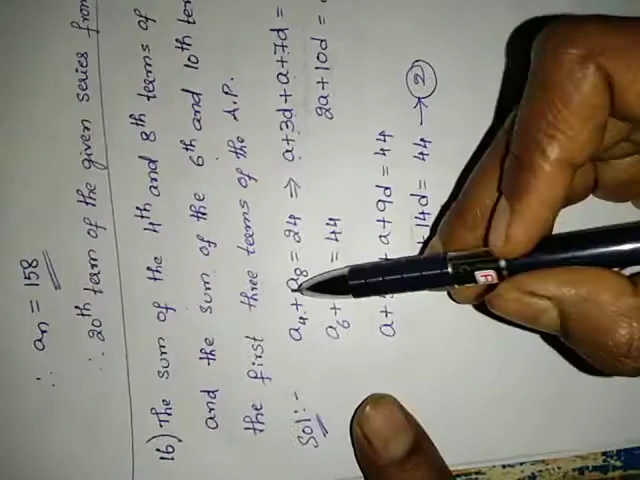 ∴ an = 158
∴ 20th term of the given series from
16) The sum of the 4th and 8th terms of
and the sum of the 6th and 10th ter
the first three terms of the A.P.
Sol:- a4 + a8 = 24 ⇒ a+3d+a+7d =
2a+10d =
a6 + = 44
a+ + a+9d = 44
+ 14d = 44 → ②